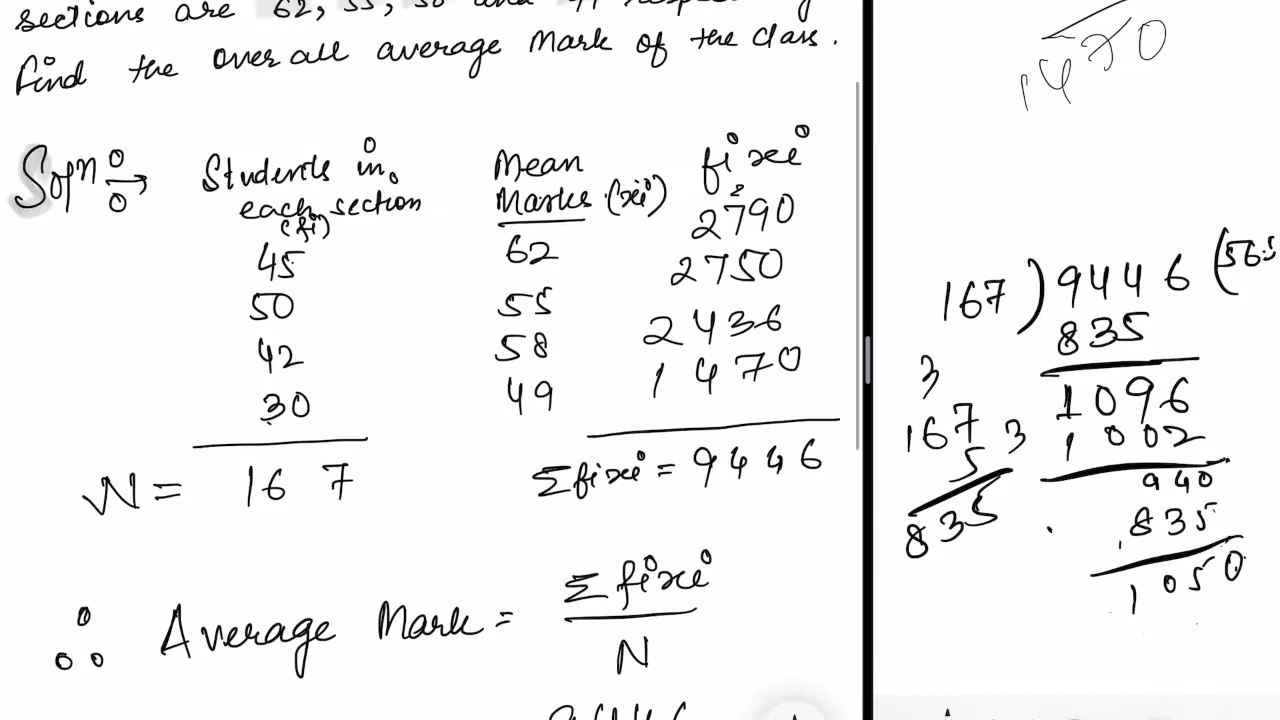 sections are 62, 55, 58 and 49 respectively
find the over all average Mark of the class.
Solⁿ :→
Students in each section (fi)
45
50
42
30
N = 167
Mean Marks (xi)
62
55
58
49
fixi
2790
2750
2436
1470
Σfixi = 9446
∴ Average Mark = Σfixi
N
1470
167 ) 9446 (56.5
835
1096
1002
940
835
1050
3
167 3
5
835